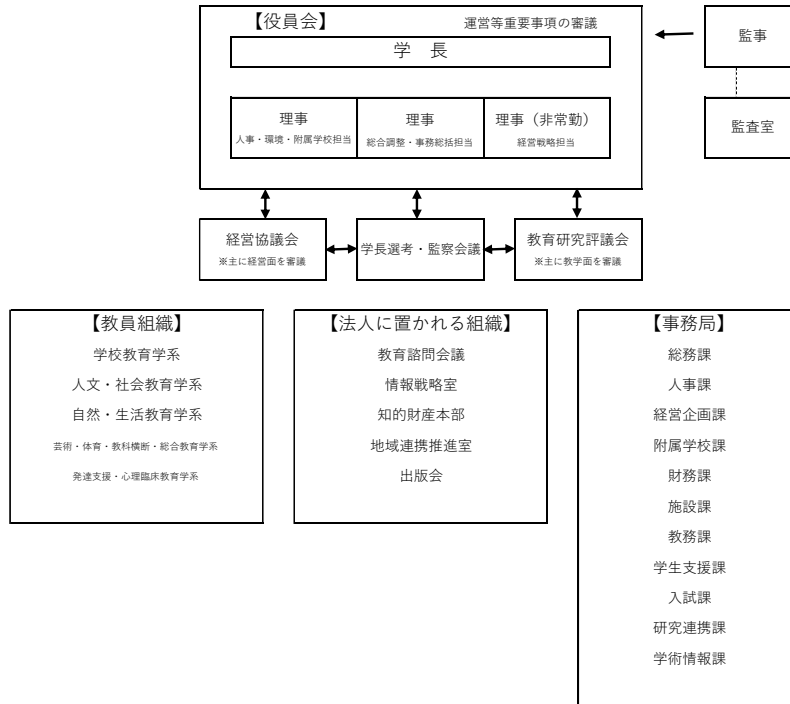 【役員会】 運営等重要事項の審議
学　長
監事
理事
人事・環境・附属学校担当
理事
総合調整・事務総括担当
理事（非常勤）
経営戦略担当
監査室
経営協議会
※主に経営面を審議
学長選考・監察会議
教育研究評議会
※主に教学面を審議
【教員組織】
学校教育学系
人文・社会教育学系
自然・生活教育学系
芸術・体育・教科横断・総合教育学系
発達支援・心理臨床教育学系
【法人に置かれる組織】
教育諮問会議
情報戦略室
知的財産本部
地域連携推進室
出版会
【事務局】
総務課
人事課
経営企画課
附属学校課
財務課
施設課
教務課
学生支援課
入試課
研究連携課
学術情報課